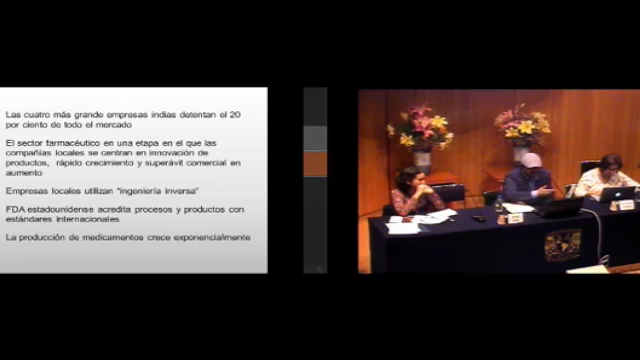 Las cuatro más grande empresas indias detentan el 20
por ciento de todo el mercado
El sector farmacéutico en una etapa en el que las
compañías locales se centran en innovación de
productos, rápido crecimiento y superávit comercial en
aumento
Empresas locales utilizan "ingeniería inversa"
FDA estadounidense acredita procesos y productos con
estándares internacionales
La producción de medicamentos crece exponencialmente